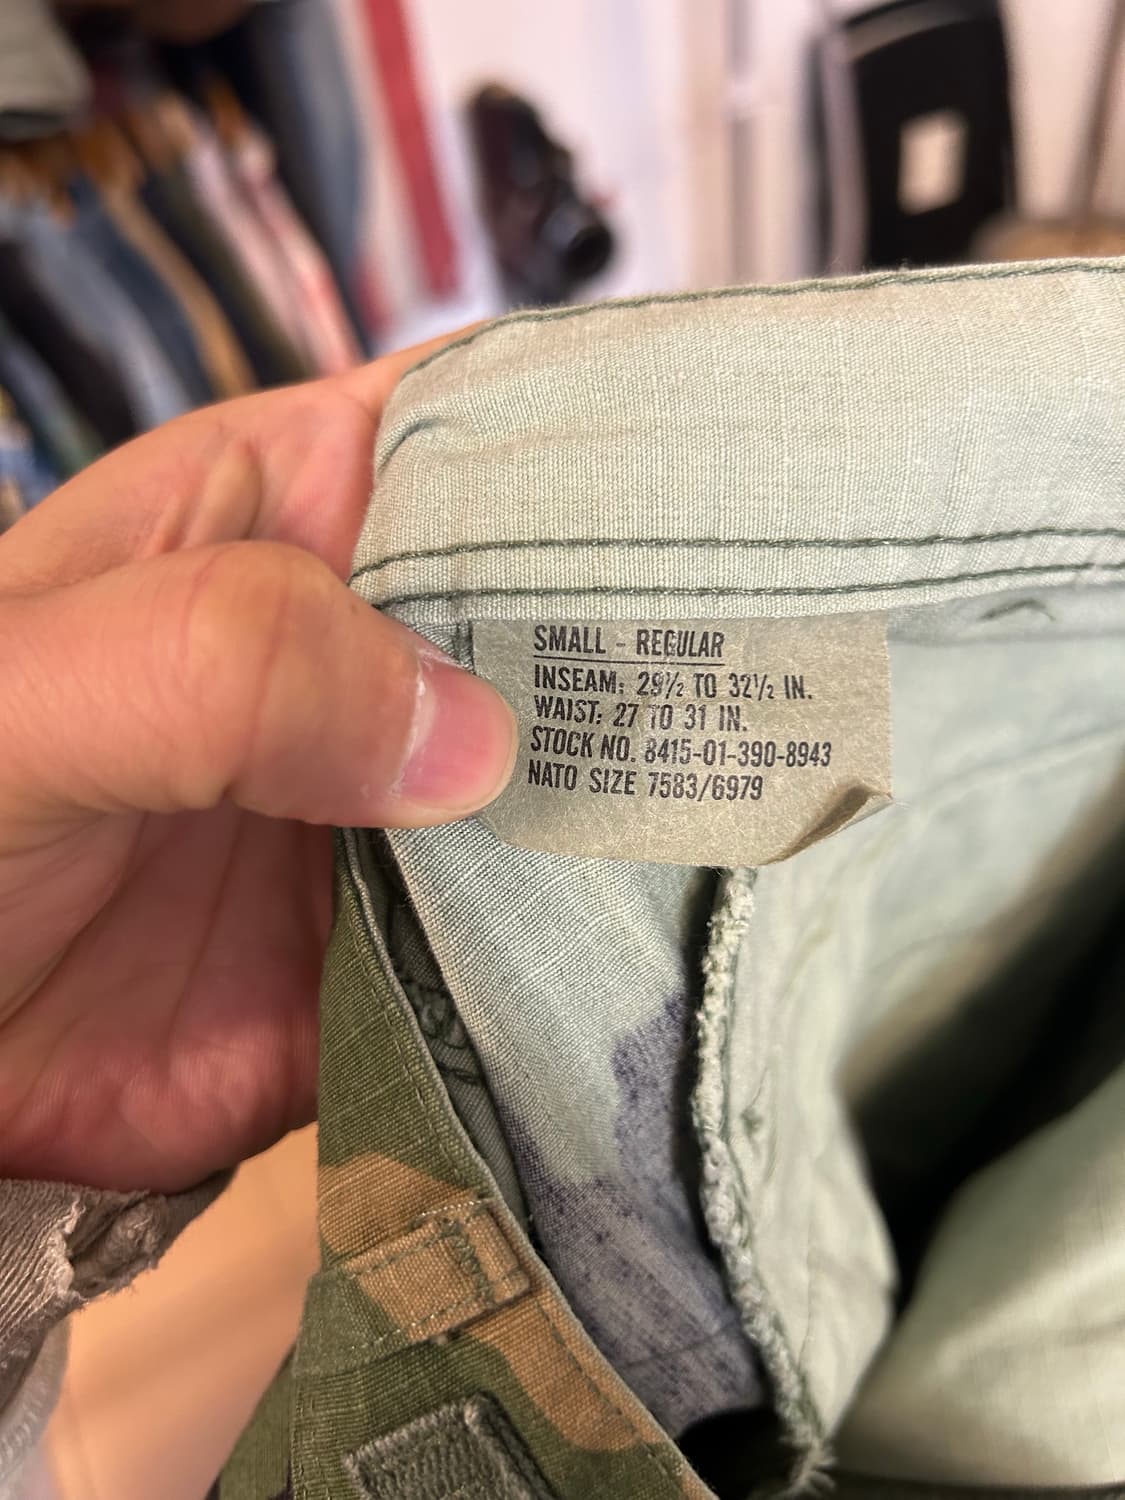 SMALL - REGULAR
INSEAM: 29½ TO 32½ IN.
WAIST: 27 TO 31 IN.
STOCK NO. 8415-01-390-8943
NATO SIZE 7583/6979